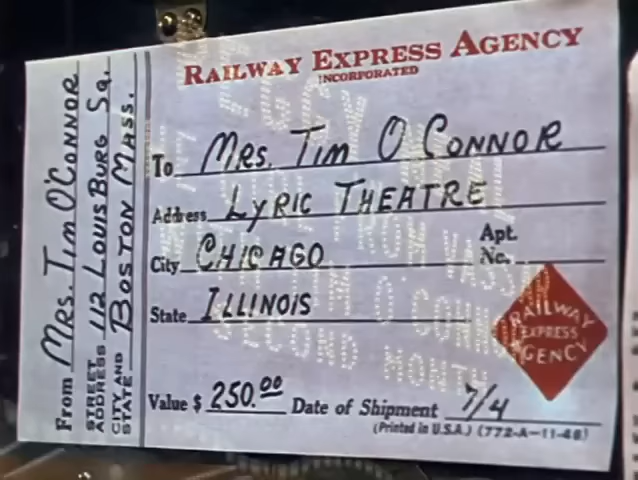 RAILWAY EXPRESS AGENCY
INCORPORATED
To MRS. TIM O'CONNOR
Address LYRIC THEATRE
City CHICAGO Apt. No.
State ILLINOIS
Value $ 250.00 Date of Shipment 7/4
(Printed in U.S.A.) (772-A-11-48)
RAILWAY
EXPRESS
AGENCY
From MRS. TIM O'CONNOR
STREET ADDRESS 112 LOUISBURG SQ.
CITY AND STATE BOSTON MASS.